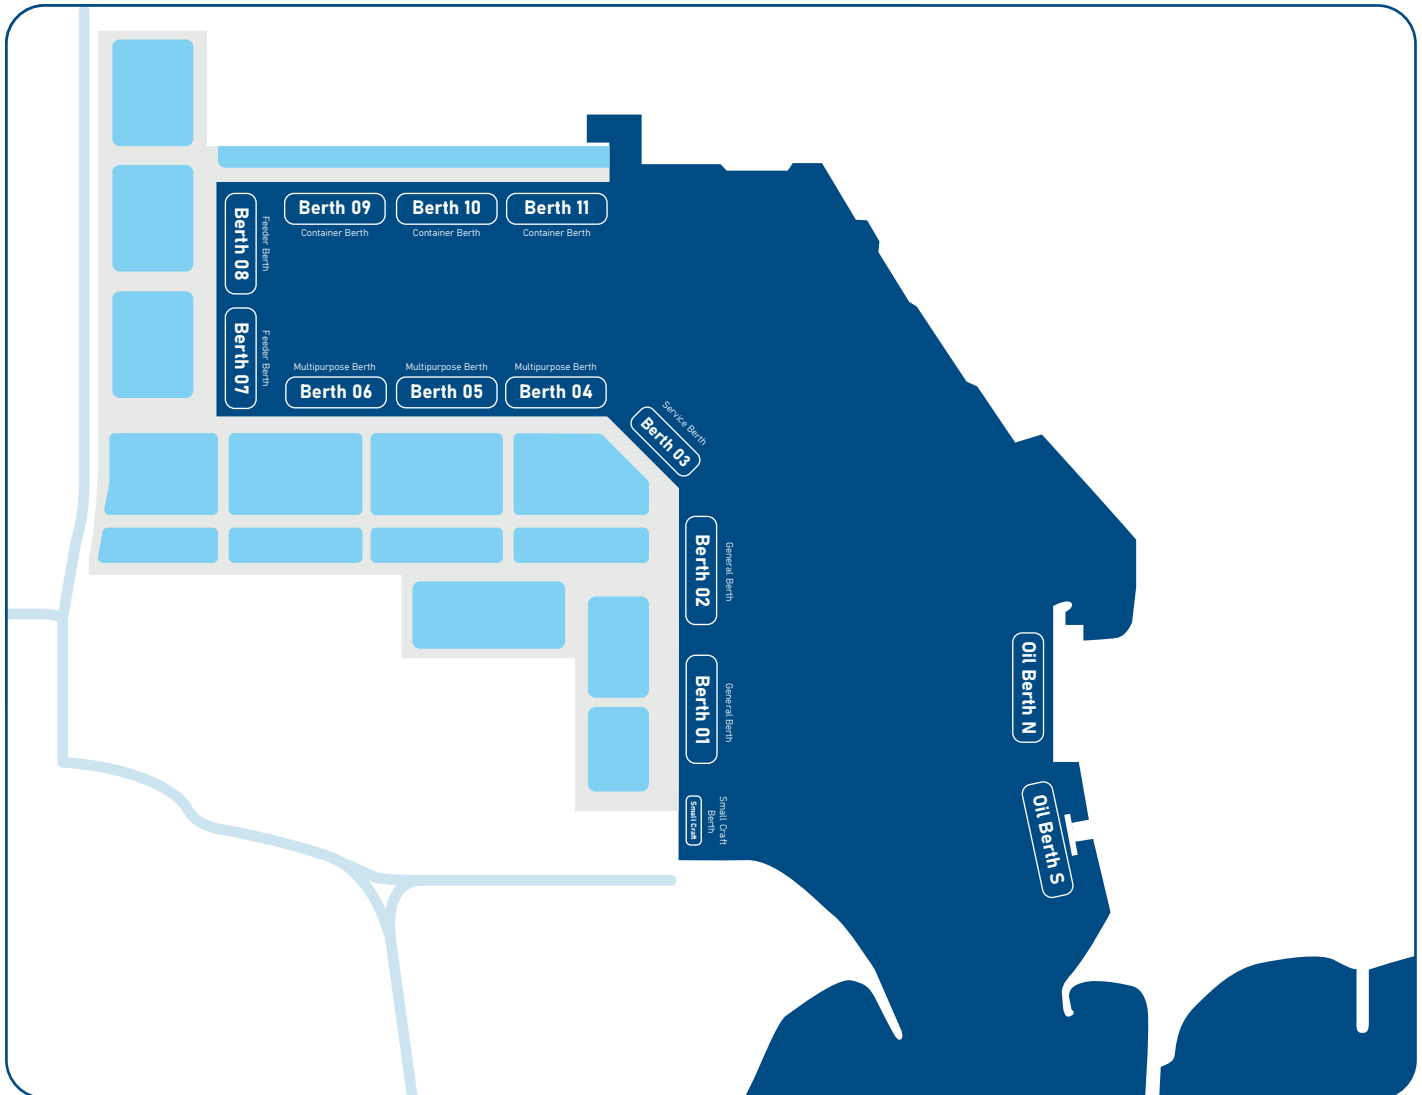 Berth 09
Container Berth
Berth 10
Container Berth
Berth 11
Container Berth
Berth 08
Feeder Berth
Berth 07
Feeder Berth
Multipurpose Berth
Berth 06
Multipurpose Berth
Berth 05
Multipurpose Berth
Berth 04
Service Berth
Berth 03
Berth 02
General Berth
Berth 01
General Berth
Small Craft
Small Craft
Berth
Oil Berth N
Oil Berth S